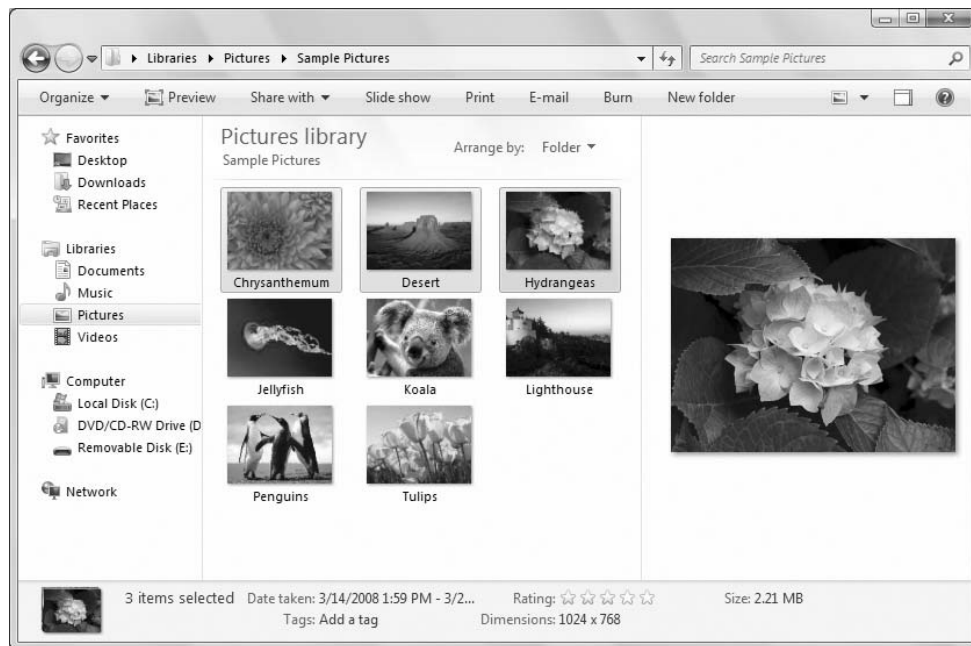 Libraries Pictures Sample Pictures
Search Sample Pictures
Organize Preview Share with Slide show Print E-mail Burn New folder
Favorites
Desktop
Downloads
Recent Places
Libraries
Documents
Music
Pictures
Videos
Computer
Local Disk (C:)
DVD/CD-RW Drive (D
Removable Disk (E:)
Network
Pictures library
Sample Pictures
Arrange by: Folder
Chrysanthemum Desert Hydrangeas
Jellyfish Koala Lighthouse
Penguins Tulips
3 items selected Date taken: 3/14/2008 1:59 PM - 3/2... Rating: Size: 2.21 MB
Tags: Add a tag Dimensions: 1024 x 768